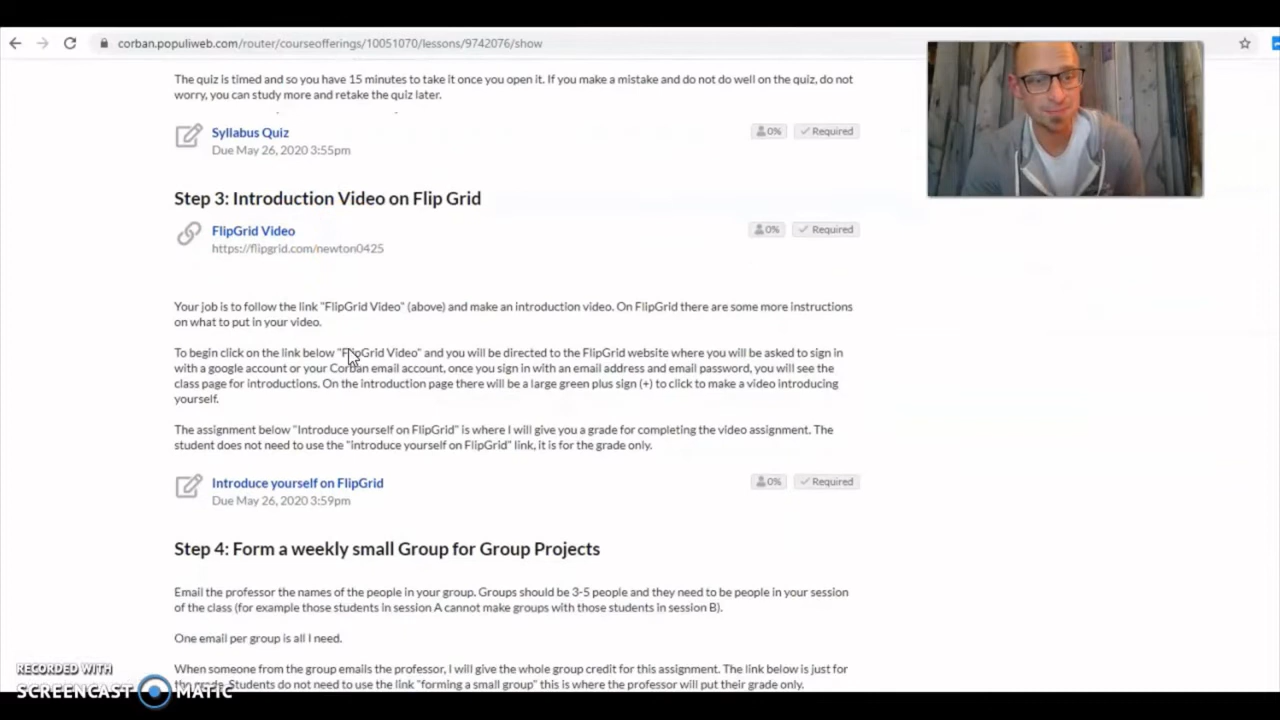 corban.populiweb.com/router/courseofferings/10051070/lessons/9742076/show
The quiz is timed and so you have 15 minutes to take it once you open it. If you make a mistake and do not do well on the quiz, do not
worry, you can study more and retake the quiz later.
Syllabus Quiz
0%
Required
Due May 26, 2020 3:55pm
Step 3: Introduction Video on Flip Grid
FlipGrid Video
0%
Required
https://flipgrid.com/newton0425
Your job is to follow the link "FlipGrid Video" (above) and make an introduction video. On FlipGrid there are some more instructions
on what to put in your video.
To begin click on the link below "FlipGrid Video" and you will be directed to the FlipGrid website where you will be asked to sign in
with a google account or your Corban email account, once you sign in with an email address and email password, you will see the
class page for introductions. On the introduction page there will be a large green plus sign (+) to click to make a video introducing
yourself.
The assignment below "Introduce yourself on FlipGrid" is where I will give you a grade for completing the video assignment. The
student does not need to use the "introduce yourself on FlipGrid" link, it is for the grade only.
Introduce yourself on FlipGrid
0%
Required
Due May 26, 2020 3:59pm
Step 4: Form a weekly small Group for Group Projects
Email the professor the names of the people in your group. Groups should be 3-5 people and they need to be people in your session
of the class (for example those students in session A cannot make groups with those students in session B).
One email per group is all I need.
When someone from the group emails the professor, I will give the whole group credit for this assignment. The link below is just for
the grade. Students do not need to use the link "forming a small group" this is where the professor will put their grade only.
RECORDED WITH
SCREENCAST MATIC